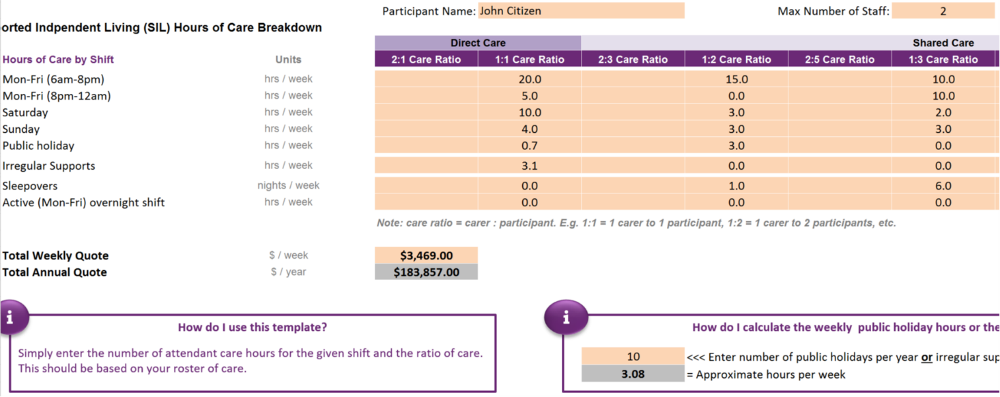 Participant Name: John Citizen Max Number of Staff: 2
orted Indpendent Living (SIL) Hours of Care Breakdown
Direct Care Shared Care
Hours of Care by Shift Units 2:1 Care Ratio 1:1 Care Ratio 2:3 Care Ratio 1:2 Care Ratio 2:5 Care Ratio 1:3 Care Ratio
Mon-Fri (6am-8pm) hrs / week 20.0 15.0 10.0
Mon-Fri (8pm-12am) hrs / week 5.0 0.0 10.0
Saturday hrs / week 10.0 3.0 2.0
Sunday hrs / week 4.0 3.0 3.0
Public holiday hrs / week 0.7 3.0 0.0
Irregular Supports hrs / week 3.1 0.0 0.0
Sleepovers nights / week 0.0 1.0 6.0
Active (Mon-Fri) overnight shift hrs / week 0.0 0.0 0.0
Note: care ratio = carer : participant. E.g. 1:1 = 1 carer to 1 participant, 1:2 = 1 carer to 2 participants, etc.
Total Weekly Quote $ / week $3,469.00
Total Annual Quote $ / year $183,857.00
i
How do I use this template?
Simply enter the number of attendant care hours for the given shift and the ratio of care.
This should be based on your roster of care.
i
How do I calculate the weekly public holiday hours or the
10 <<< Enter number of public holidays per year or irregular sup
3.08 = Approximate hours per week